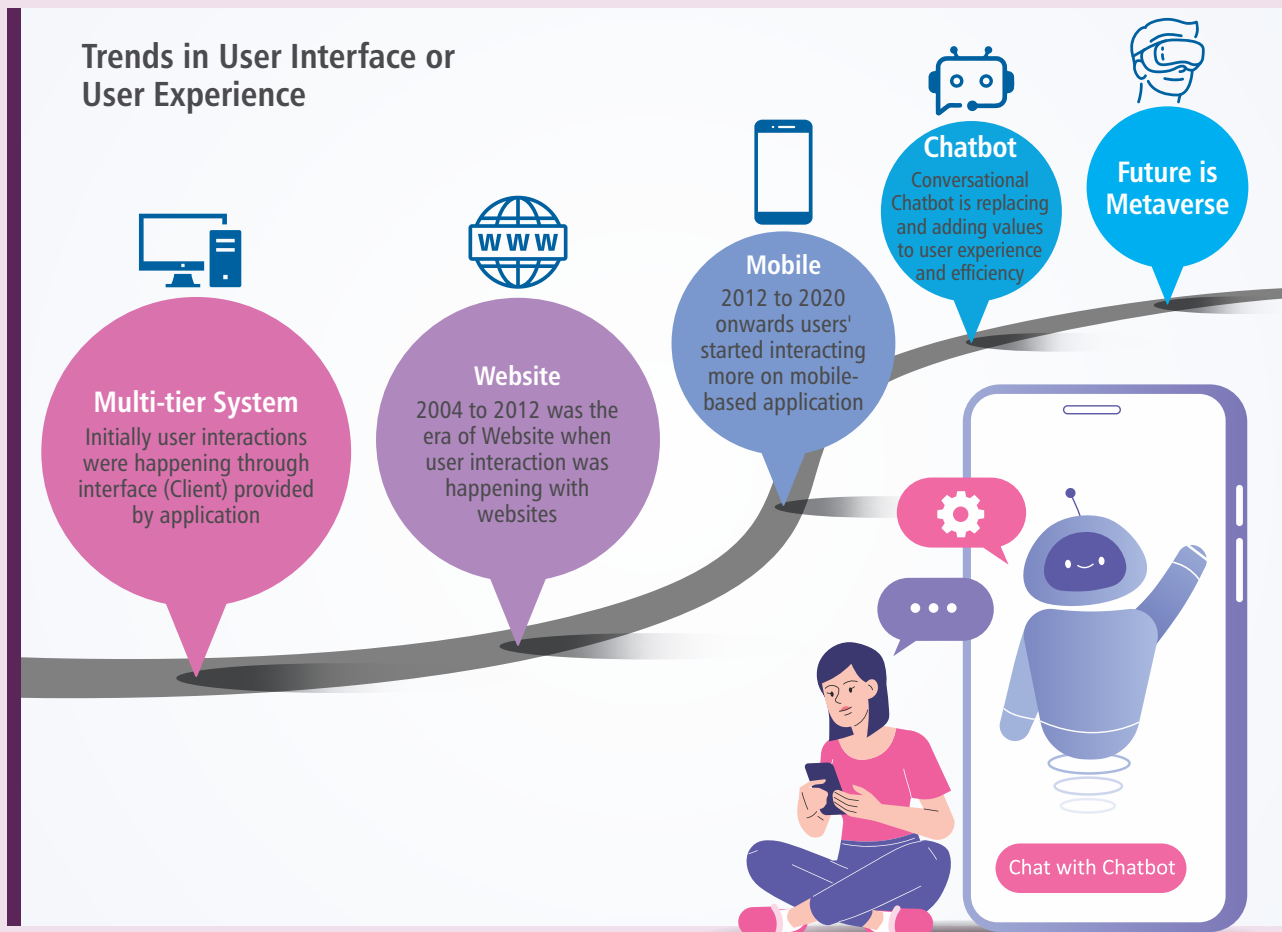 Trends in User Interface or
User Experience
WWW
Multi-tier System
Initially user interactions
were happening through
interface (Client) provided
by application
Website
2004 to 2012 was the
era of Website when
user interaction was
happening with
websites
Mobile
2012 to 2020
onwards users'
started interacting
more on mobile-
based application
Chatbot
Conversational
Chatbot is replacing
and adding values
to user experience
and efficiency
Future is
Metaverse
Chat with Chatbot